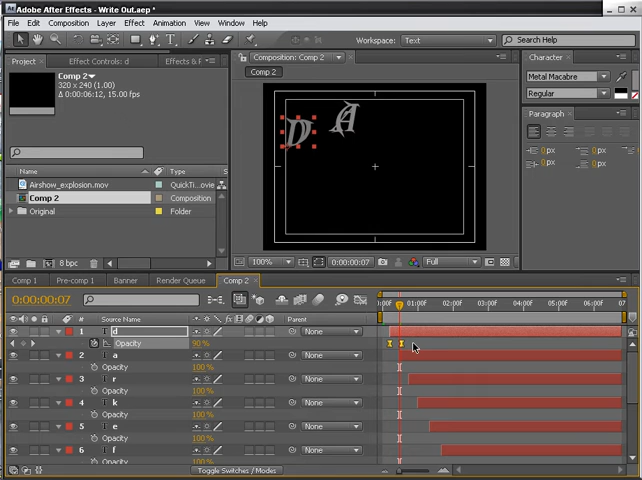 Adobe After Effects - Write Out.aep *
File Edit Composition Layer Effect Animation View Window Help
Workspace: Text Search Help
Project Effect Controls: Effects & P
Comp 2
320 x 240 (1.00)
Δ 0:00:06:12, 15.00 fps
Name Type
Airshow_explosion.mov QuickTi...ovie
Comp 2 Composition
Original Folder
8 bpc
Composition: Comp 2
Comp 2
D A
100% 0:00:00:07 Full
Character
Metal Macabre
Regular
Paragraph
0 px 0 px
0 px 0 px
0 px
Comp 1 Pre-comp 1 Banner Render Queue Comp 2
0:00:00:07
# Source Name Parent
0:00f 01:00f 02:00f 03:00f 04:00f 05:00f 06:00f 07
1 T d None
Opacity 90 %
2 T a None
Opacity 100 %
3 T r None
Opacity 100 %
4 T k None
Opacity 100 %
5 T e None
Opacity 100 %
6 T f None
Opacity 100 %
Toggle Switches / Modes